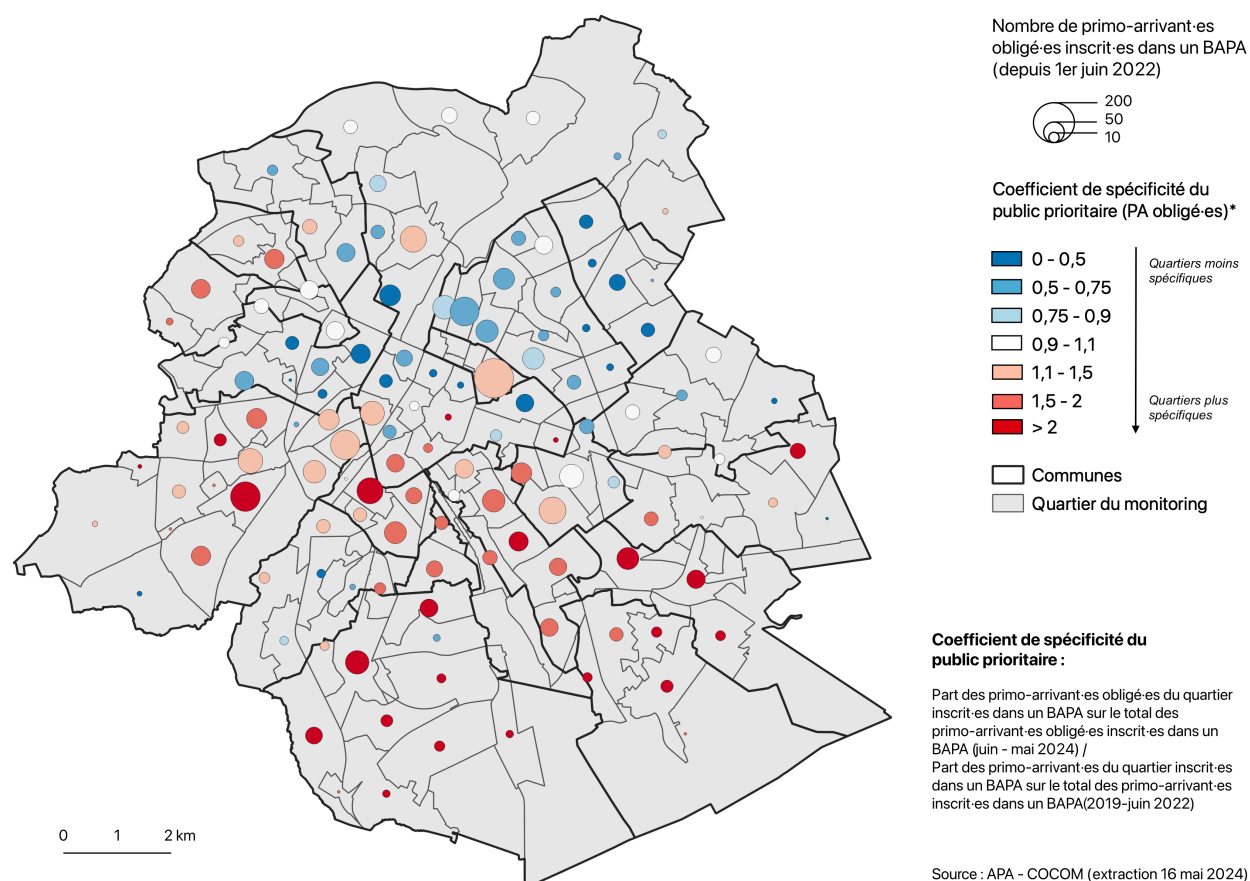 Nombre de primo-arrivant·es
obligé·es inscrit·es dans un BAPA
(depuis 1er juin 2022)
200
50
10
Coefficient de spécificité du
public prioritaire (PA obligé·es)*
0 - 0,5
0,5 - 0,75
0,75 - 0,9
0,9 - 1,1
1,1 - 1,5
1,5 - 2
> 2
Quartiers moins
spécifiques
Quartiers plus
spécifiques
Communes
Quartier du monitoring
Coefficient de spécificité du
public prioritaire :
Part des primo-arrivant·es obligé·es du quartier
inscrit·es dans un BAPA sur le total des
primo-arrivant·es obligé·es inscrit·es dans un
BAPA (juin - mai 2024) /
Part des primo-arrivant·es du quartier inscrit·es
dans un BAPA sur le total des primo-arrivant·es
inscrit·es dans un BAPA(2019-juin 2022)
0 1 2 km
Source : APA - COCOM (extraction 16 mai 2024)